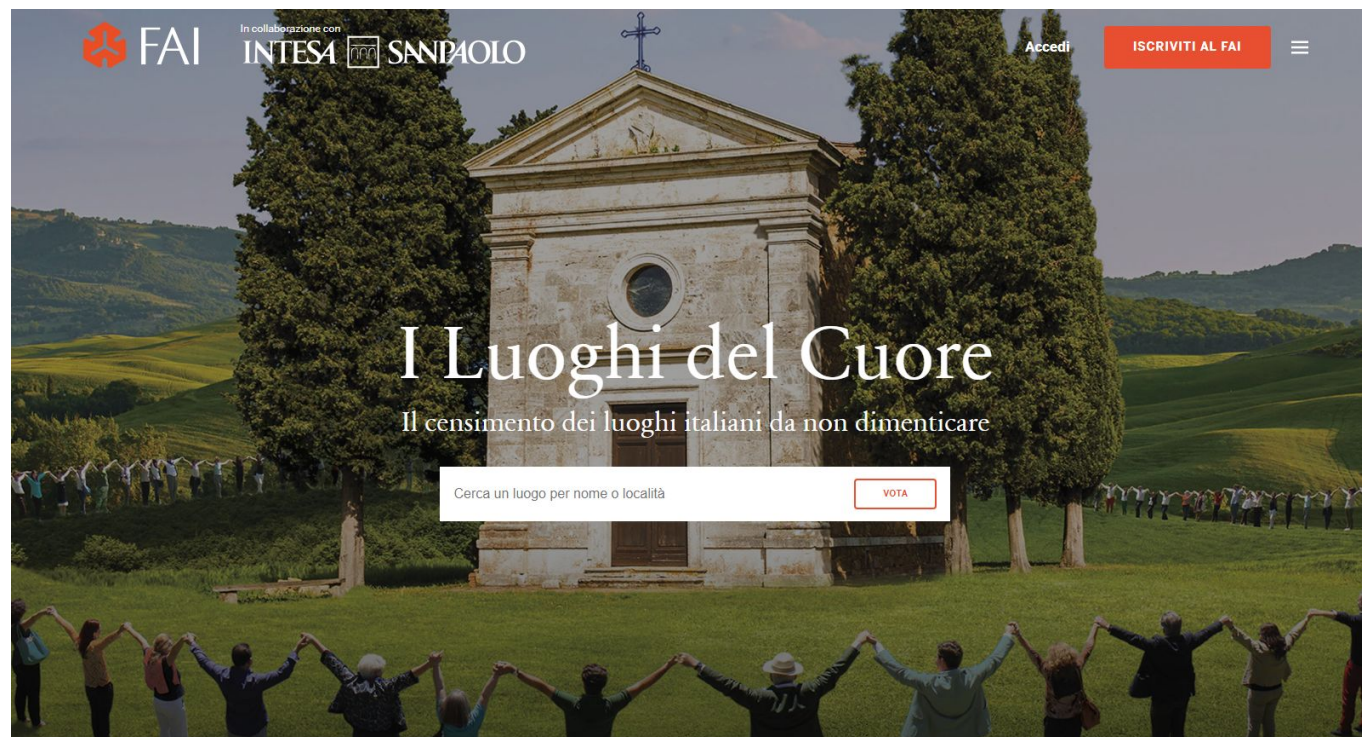 FAI
In collaborazione con
INTESA SANPAOLO
Accedi
ISCRIVITI AL FAI
I Luoghi del Cuore
Il censimento dei luoghi italiani da non dimenticare
Cerca un luogo per nome o località
VOTA